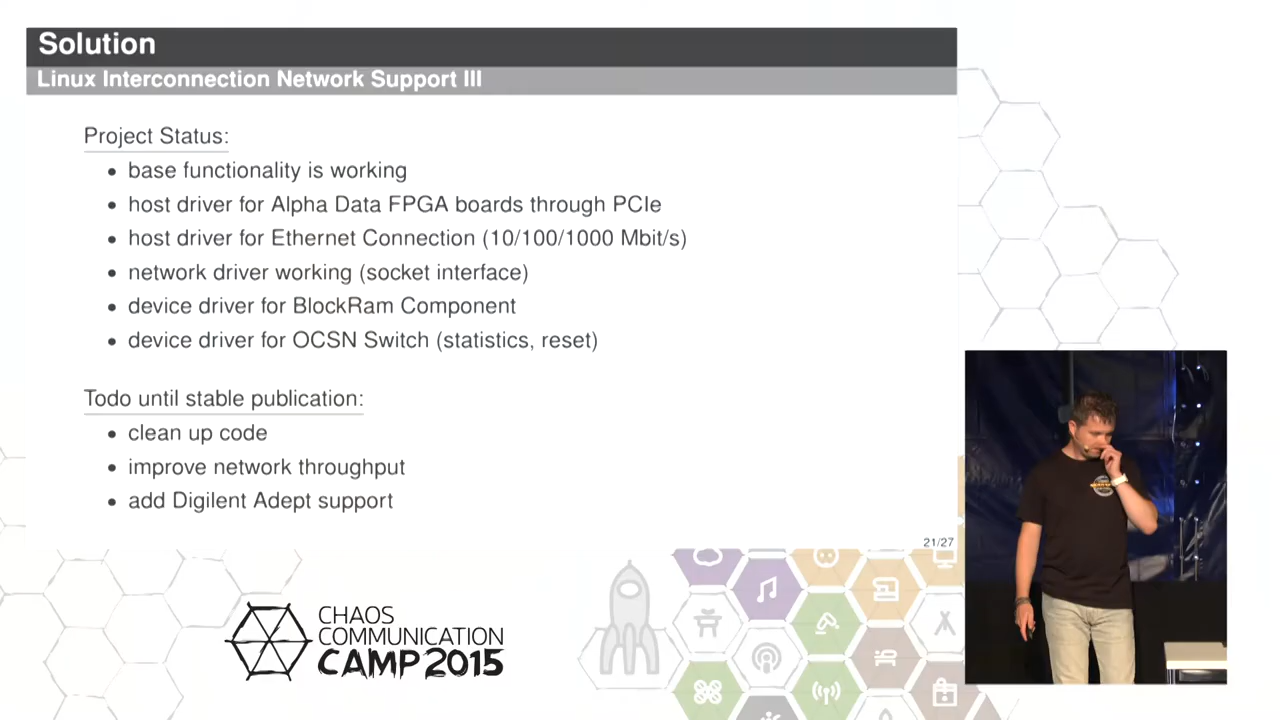 Solution
Linux Interconnection Network Support III
Project Status:
• base functionality is working
• host driver for Alpha Data FPGA boards through PCIe
• host driver for Ethernet Connection (10/100/1000 Mbit/s)
• network driver working (socket interface)
• device driver for BlockRam Component
• device driver for OCSN Switch (statistics, reset)
Todo until stable publication:
• clean up code
• improve network throughput
• add Digilent Adept support
21/27
CHAOS
COMMUNICATION
CAMP 2015